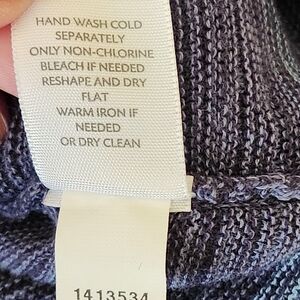 HAND WASH COLD
SEPARATELY
ONLY NON-CHLORINE
BLEACH IF NEEDED
RESHAPE AND DRY
FLAT
WARM IRON IF
NEEDED
OR DRY CLEAN
1413534